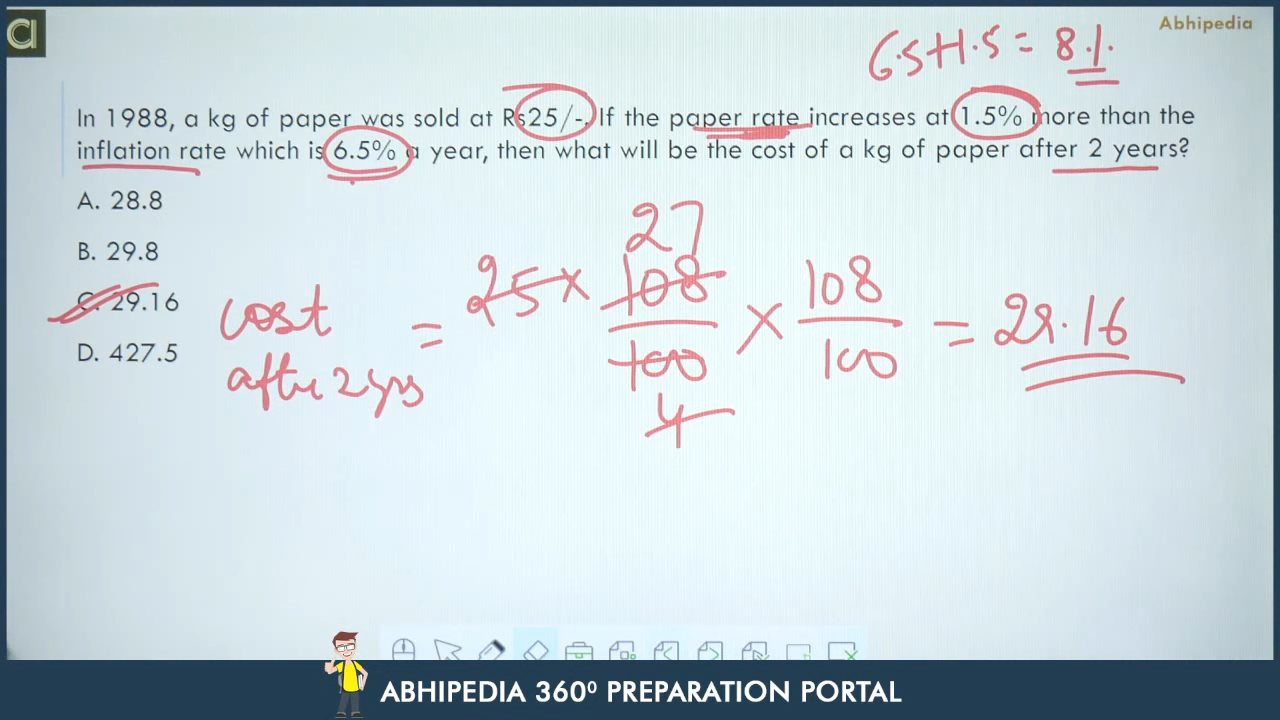 a
Abhipedia
6.5+1.5 = 8%.
In 1988, a kg of paper was sold at Rs25/-. If the paper rate increases at 1.5% more than the
inflation rate which is 6.5% a year, then what will be the cost of a kg of paper after 2 years?
A. 28.8
B. 29.8
C. 29.16
D. 427.5
27
cost after 2yrs = 25 × 108/100 × 108/100 = 29.16
4
ABHIPEDIA 360⁰ PREPARATION PORTAL